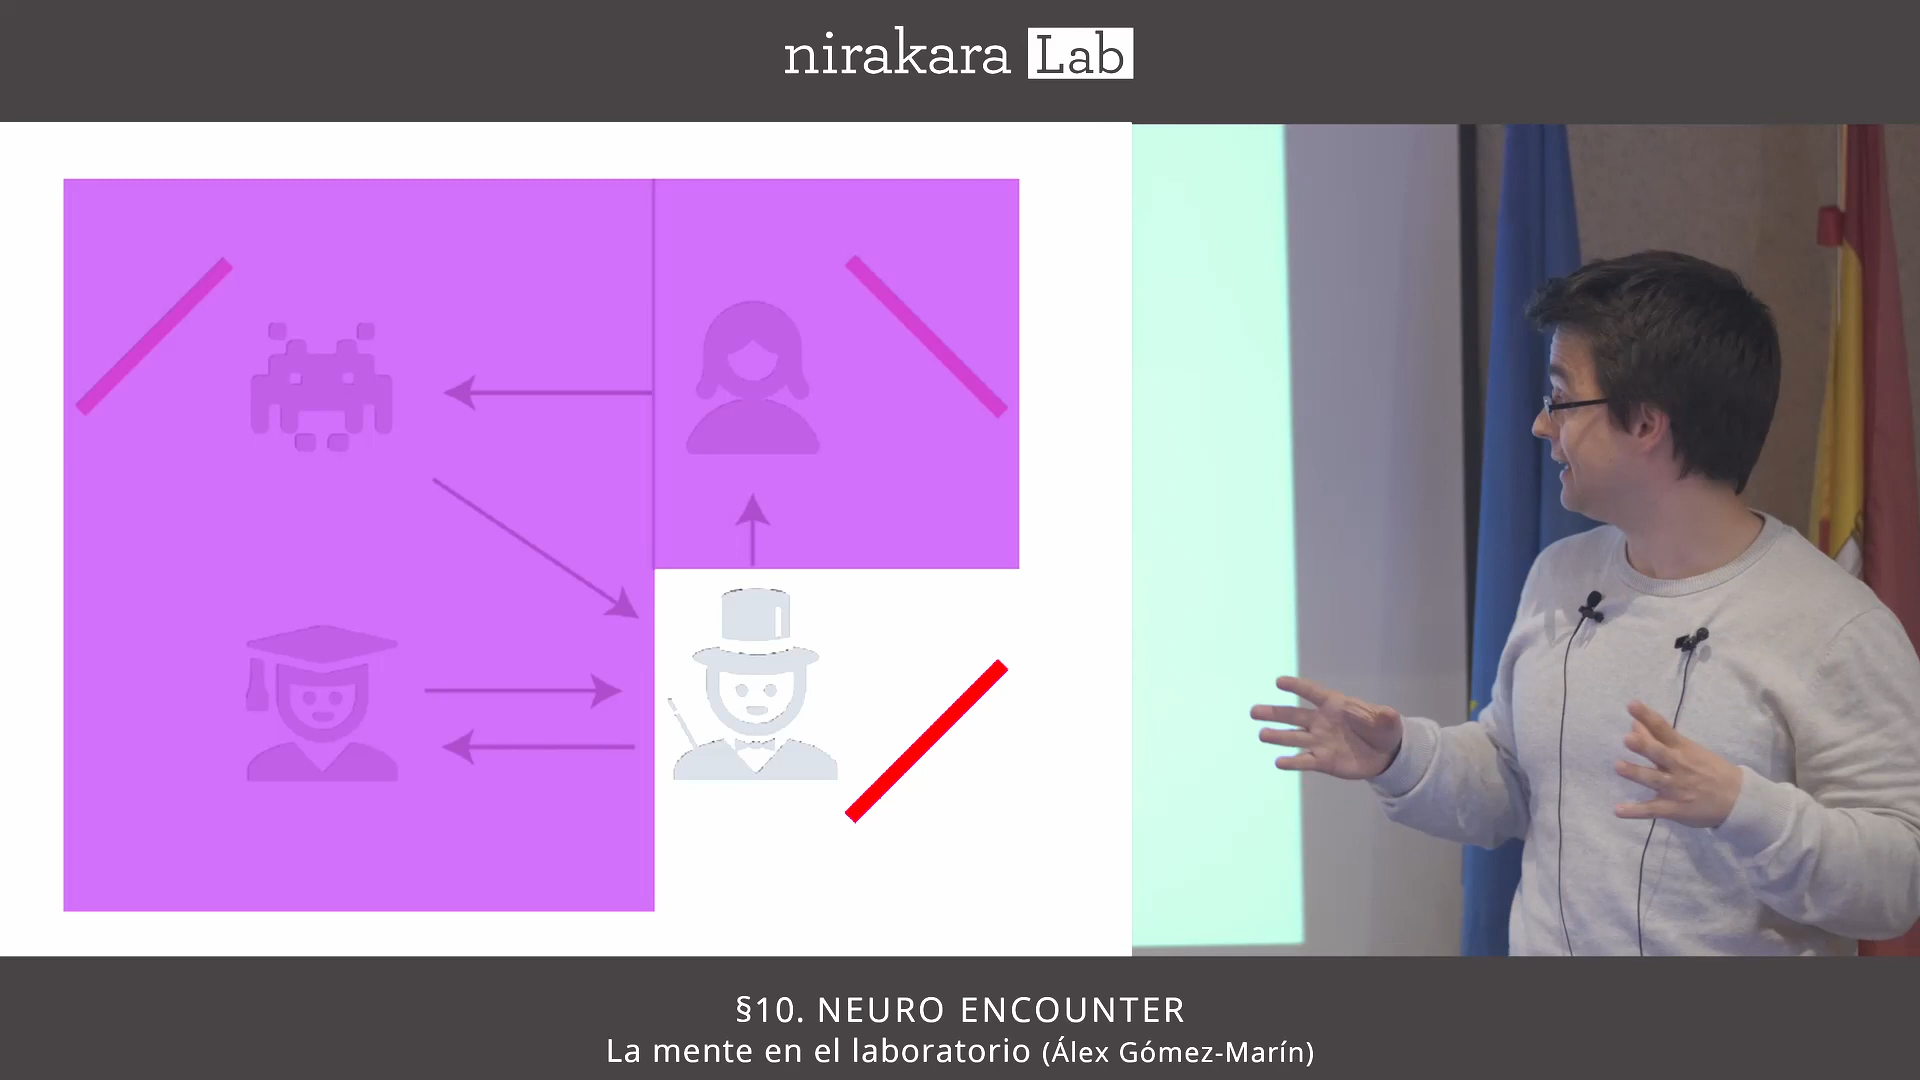 nirakara Lab
§10. NEURO ENCOUNTER
La mente en el laboratorio (Álex Gómez-Marín)